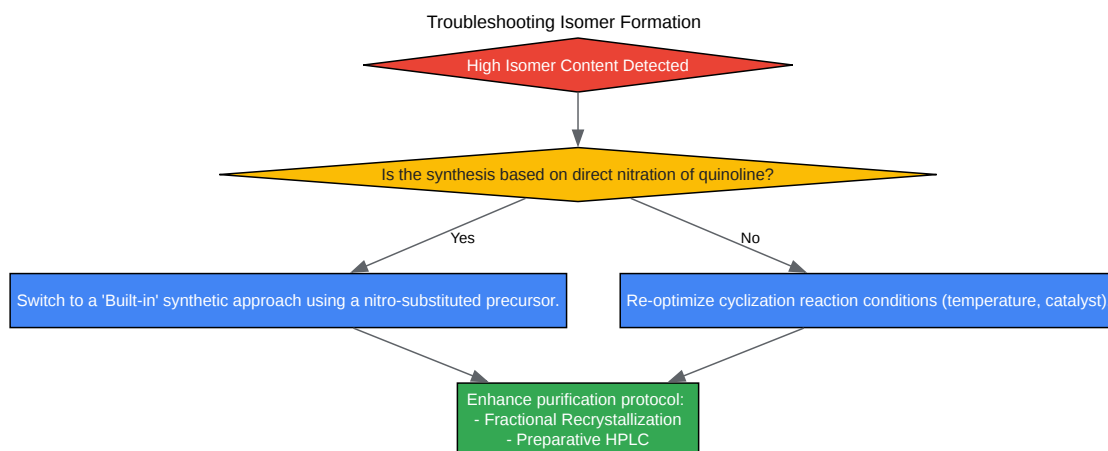 Troubleshooting Isomer Formation
High Isomer Content Detected
Is the synthesis based on direct nitration of quinoline?
Yes
No
Switch to a 'Built-in' synthetic approach using a nitro-substituted precursor.
Re-optimize cyclization reaction conditions (temperature, catalyst).
Enhance purification protocol:
- Fractional Recrystallization
- Preparative HPLC